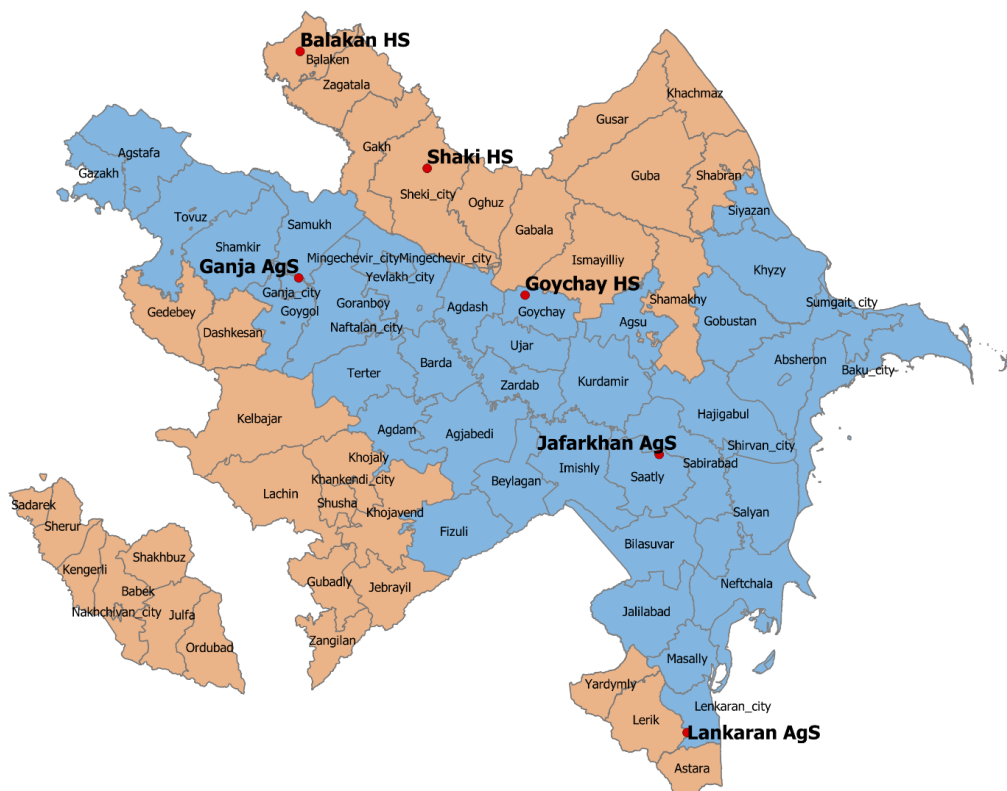 Balakan HS
Balaken
Zagatala
Khachmaz
Gusar
Gakh
Agstafa
Shaki HS
Gazakh
Guba
Shabran
Sheki_city
Oghuz
Siyazan
Tovuz
Samukh
Gabala
Shamkir
Mingechevir_city
Mingechevir_city
Ismayilliy
Khyzy
Ganja AgS
Yevlakh_city
Goychay HS
Ganja_city
Goranboy
Shamakhy
Sumgait_city
Gedebey
Goygol
Agdash
Goychay
Dashkesan
Naftalan_city
Agsu
Gobustan
Ujar
Absheron
Terter
Barda
Baku_city
Zardab
Kurdamir
Kelbajar
Hajigabul
Agdam
Agjabedi
Jafarkhan AgS
Shirvan_city
Khojaly
Imishly
Sabirabad
Khankendi_city
Beylagan
Saatly
Lachin
Shusha
Sadarek
Khojavend
Salyan
Sherur
Fizuli
Bilasuvar
Shakhbuz
Kengerli
Gubadly
Jebrayil
Neftchala
Babek
Nakhchivan_city
Julfa
Jalilabad
Zangilan
Ordubad
Masally
Yardymly
Lenkaran_city
Lerik
Lankaran AgS
Astara